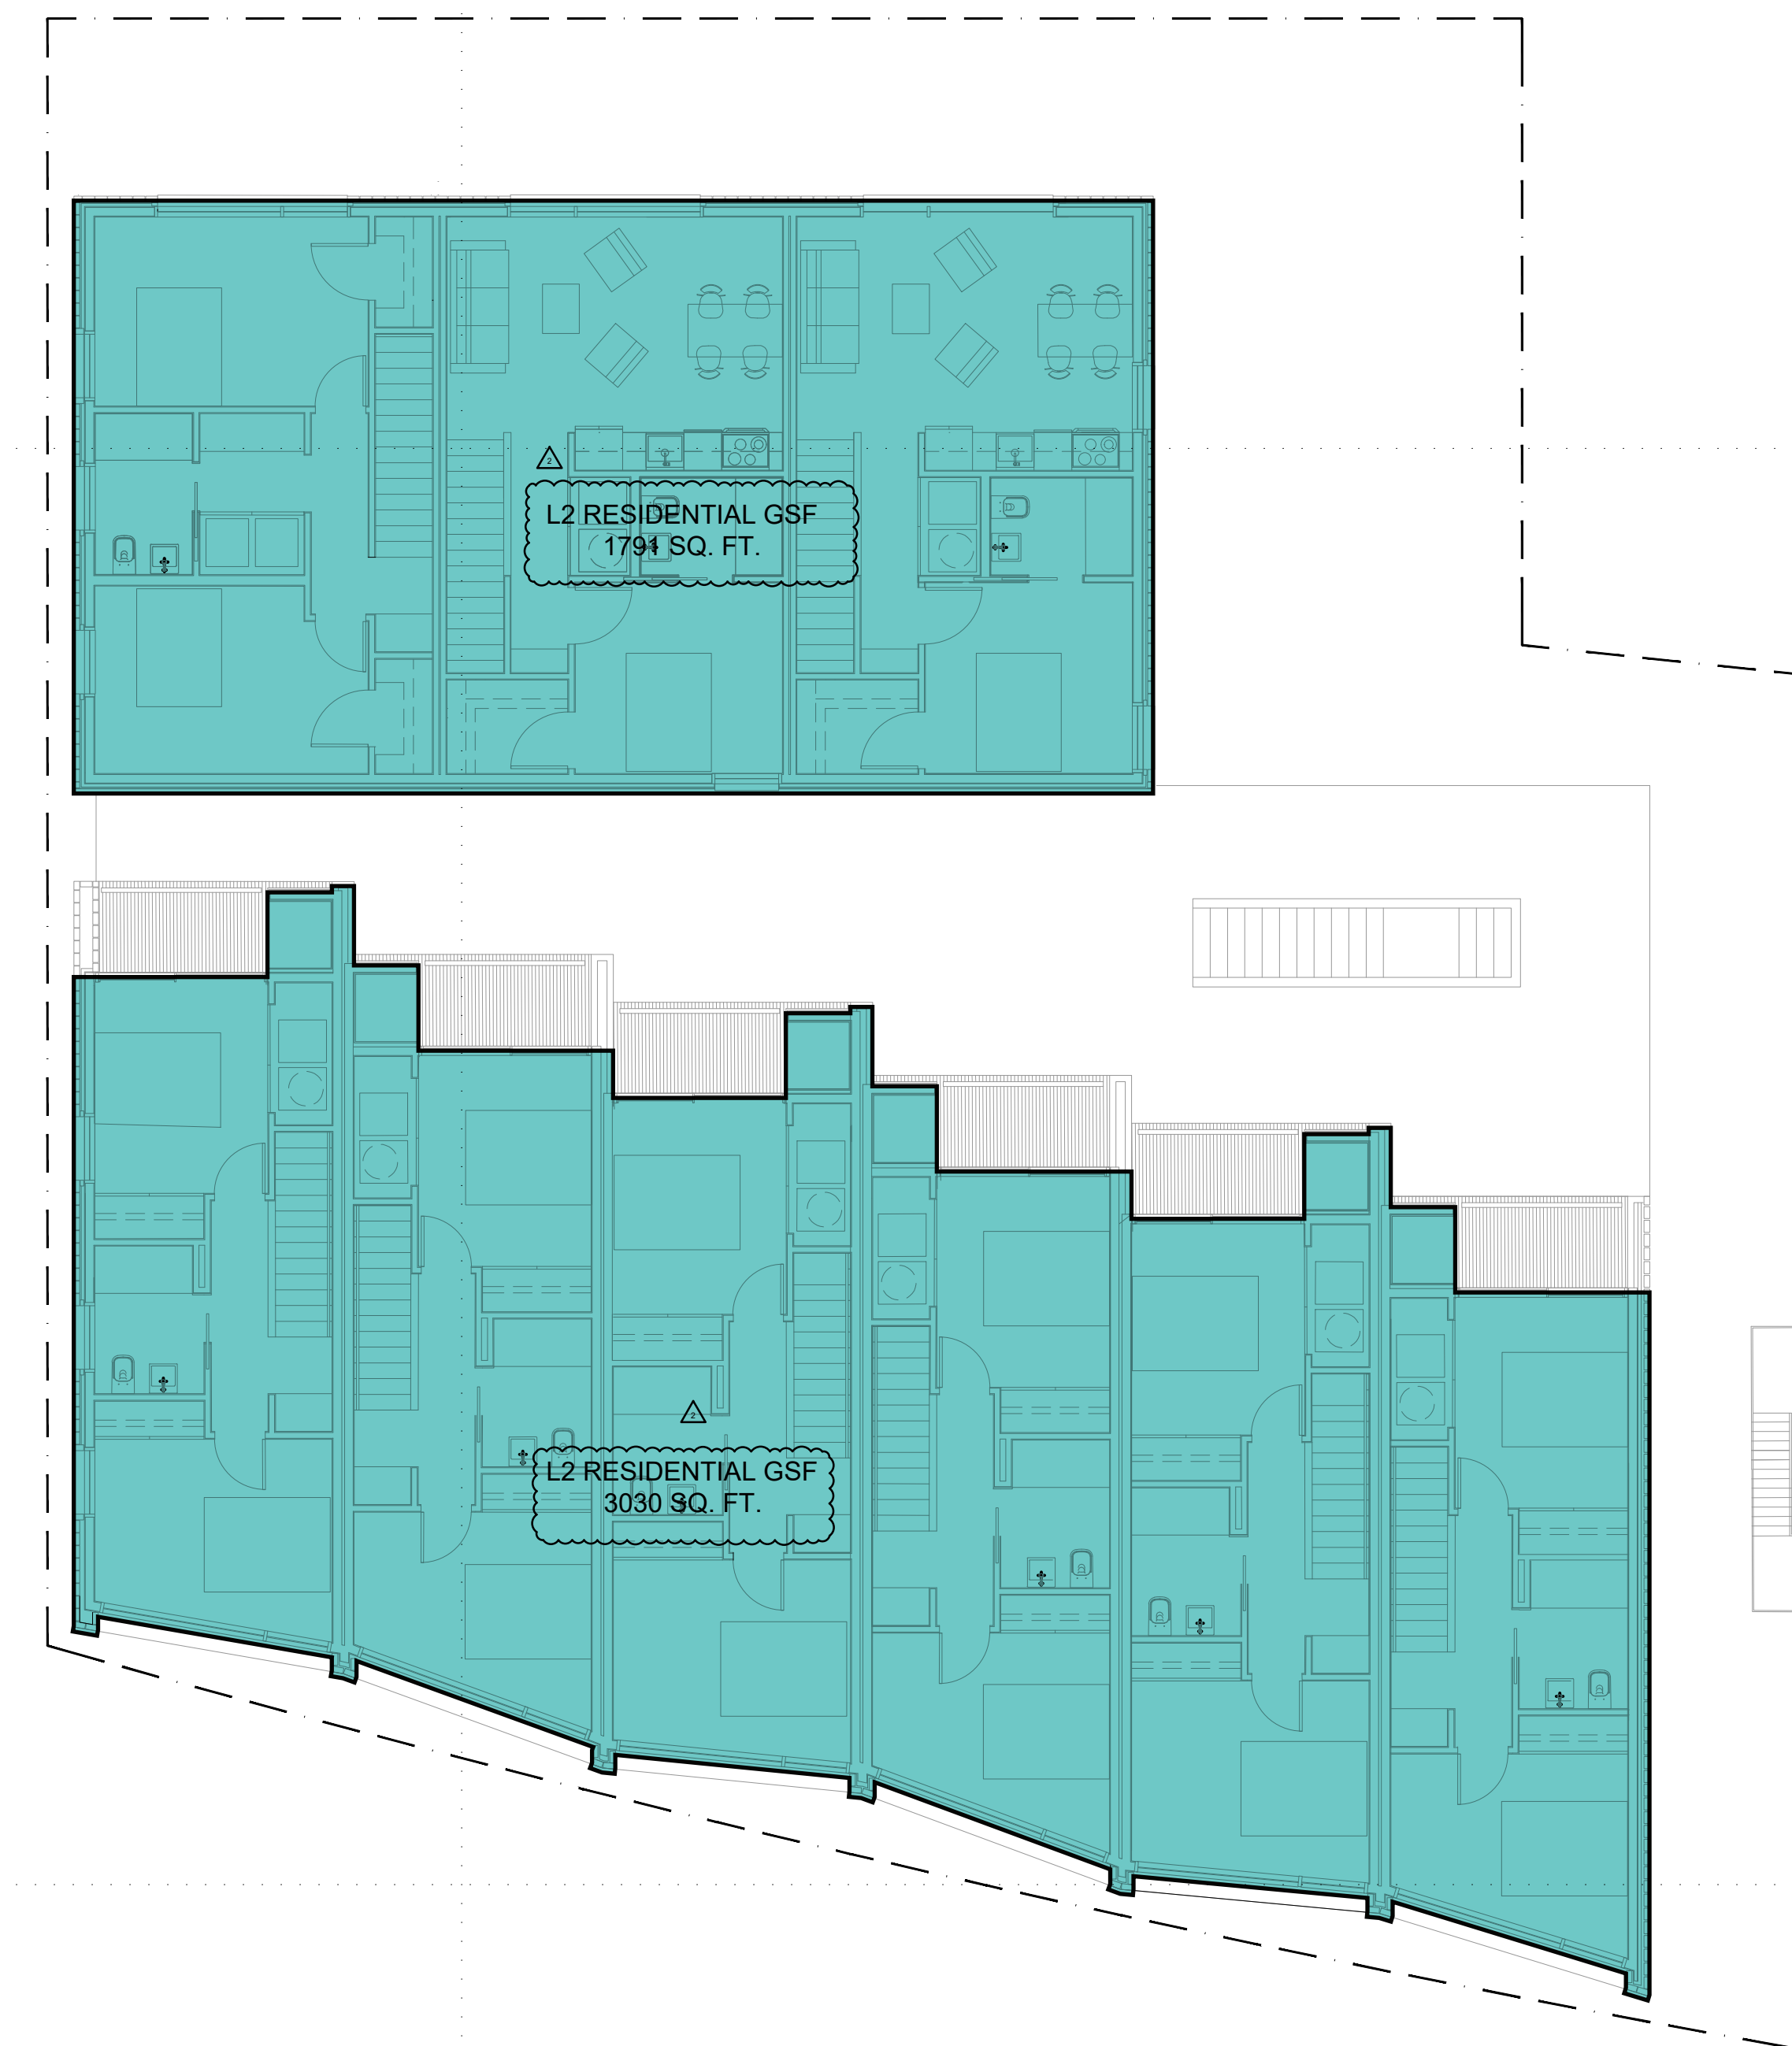 2
L2 RESIDENTIAL GSF
1791 SQ. FT.
2
L2 RESIDENTIAL GSF
3030 SQ. FT.